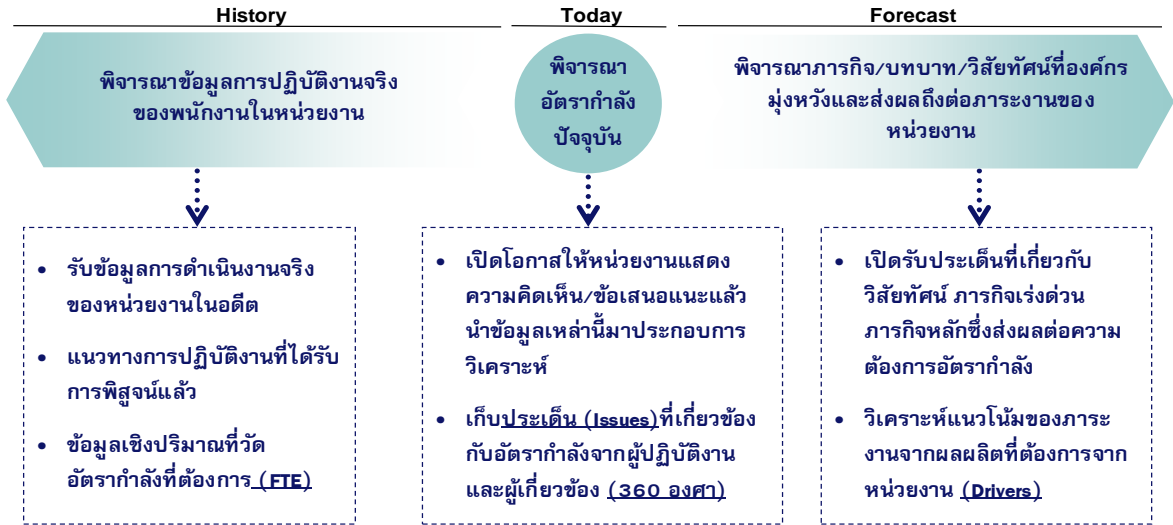 History
Today
Forecast
พิจารณาข้อมูลการปฏิบัติงานจริง
ของพนักงานในหน่วยงาน
พิจารณา
อัตรากำลัง
ปัจจุบัน
พิจารณาภารกิจ/บทบาท/วิสัยทัศน์ที่องค์กร
มุ่งหวังและส่งผลถึงต่อภาระงานของ
หน่วยงาน
• รับข้อมูลการดำเนินงานจริง
ของหน่วยงานในอดีต
• แนวทางการปฏิบัติงานที่ได้รับ
การพิสูจน์แล้ว
• ข้อมูลเชิงปริมาณที่วัด
อัตรากำลังที่ต้องการ (FTE)
• เปิดโอกาสให้หน่วยงานแสดง
ความคิดเห็น/ข้อเสนอแนะแล้ว
นำข้อมูลเหล่านี้มาประกอบการ
วิเคราะห์
• เก็บประเด็น (Issues)ที่เกี่ยวข้อง
กับอัตรากำลังจากผู้ปฏิบัติงาน
และผู้เกี่ยวข้อง (360 องศา)
• เปิดรับประเด็นที่เกี่ยวกับ
วิสัยทัศน์ ภารกิจเร่งด่วน
ภารกิจหลักซึ่งส่งผลต่อความ
ต้องการอัตรากำลัง
• วิเคราะห์แนวโน้มของภาระ
งานจากผลผลิตที่ต้องการจาก
หน่วยงาน (Drivers)